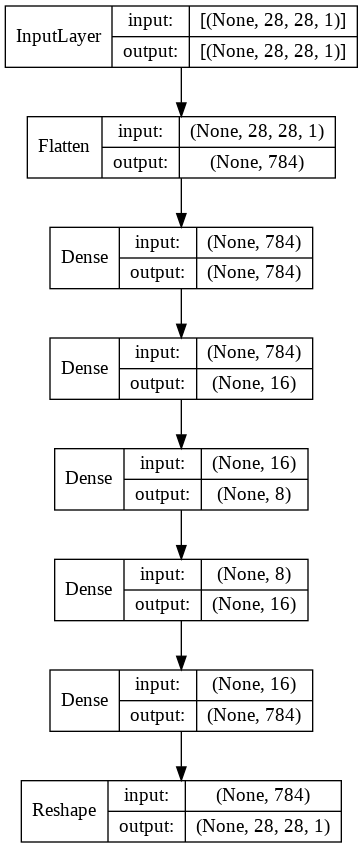 InputLayer
input: [(None, 28, 28, 1)]
output: [(None, 28, 28, 1)]
Flatten
input: (None, 28, 28, 1)
output: (None, 784)
Dense
input: (None, 784)
output: (None, 784)
Dense
input: (None, 784)
output: (None, 16)
Dense
input: (None, 16)
output: (None, 8)
Dense
input: (None, 8)
output: (None, 16)
Dense
input: (None, 16)
output: (None, 784)
Reshape
input: (None, 784)
output: (None, 28, 28, 1)